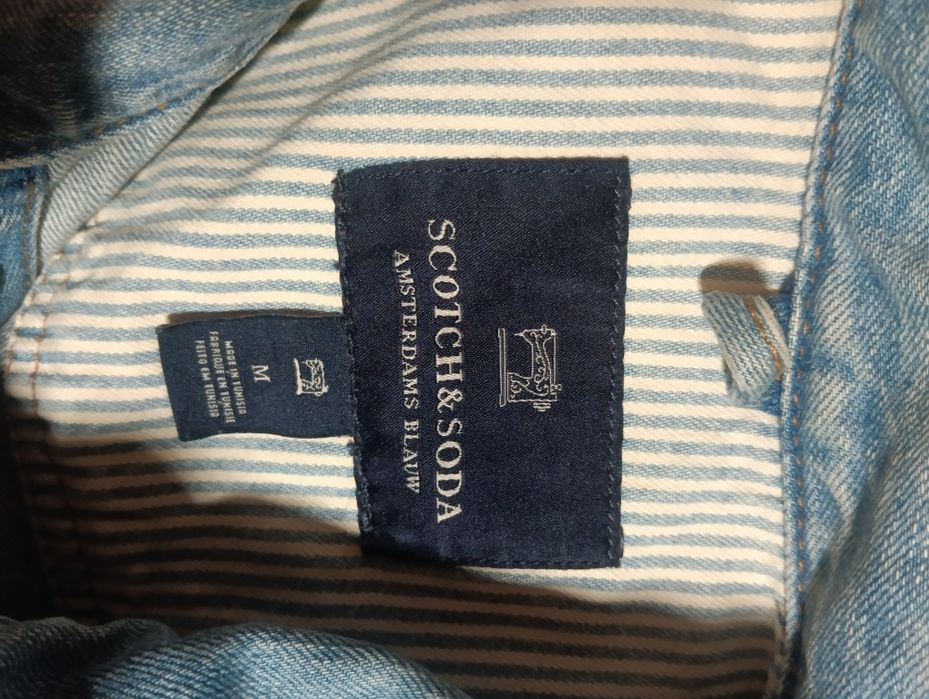 SCOTCH & SODA
AMSTERDAMS BLAUW
M
MADE IN TUNISIA
FABRIQUE EN TUNISIE
FEITO EM TUNISIA